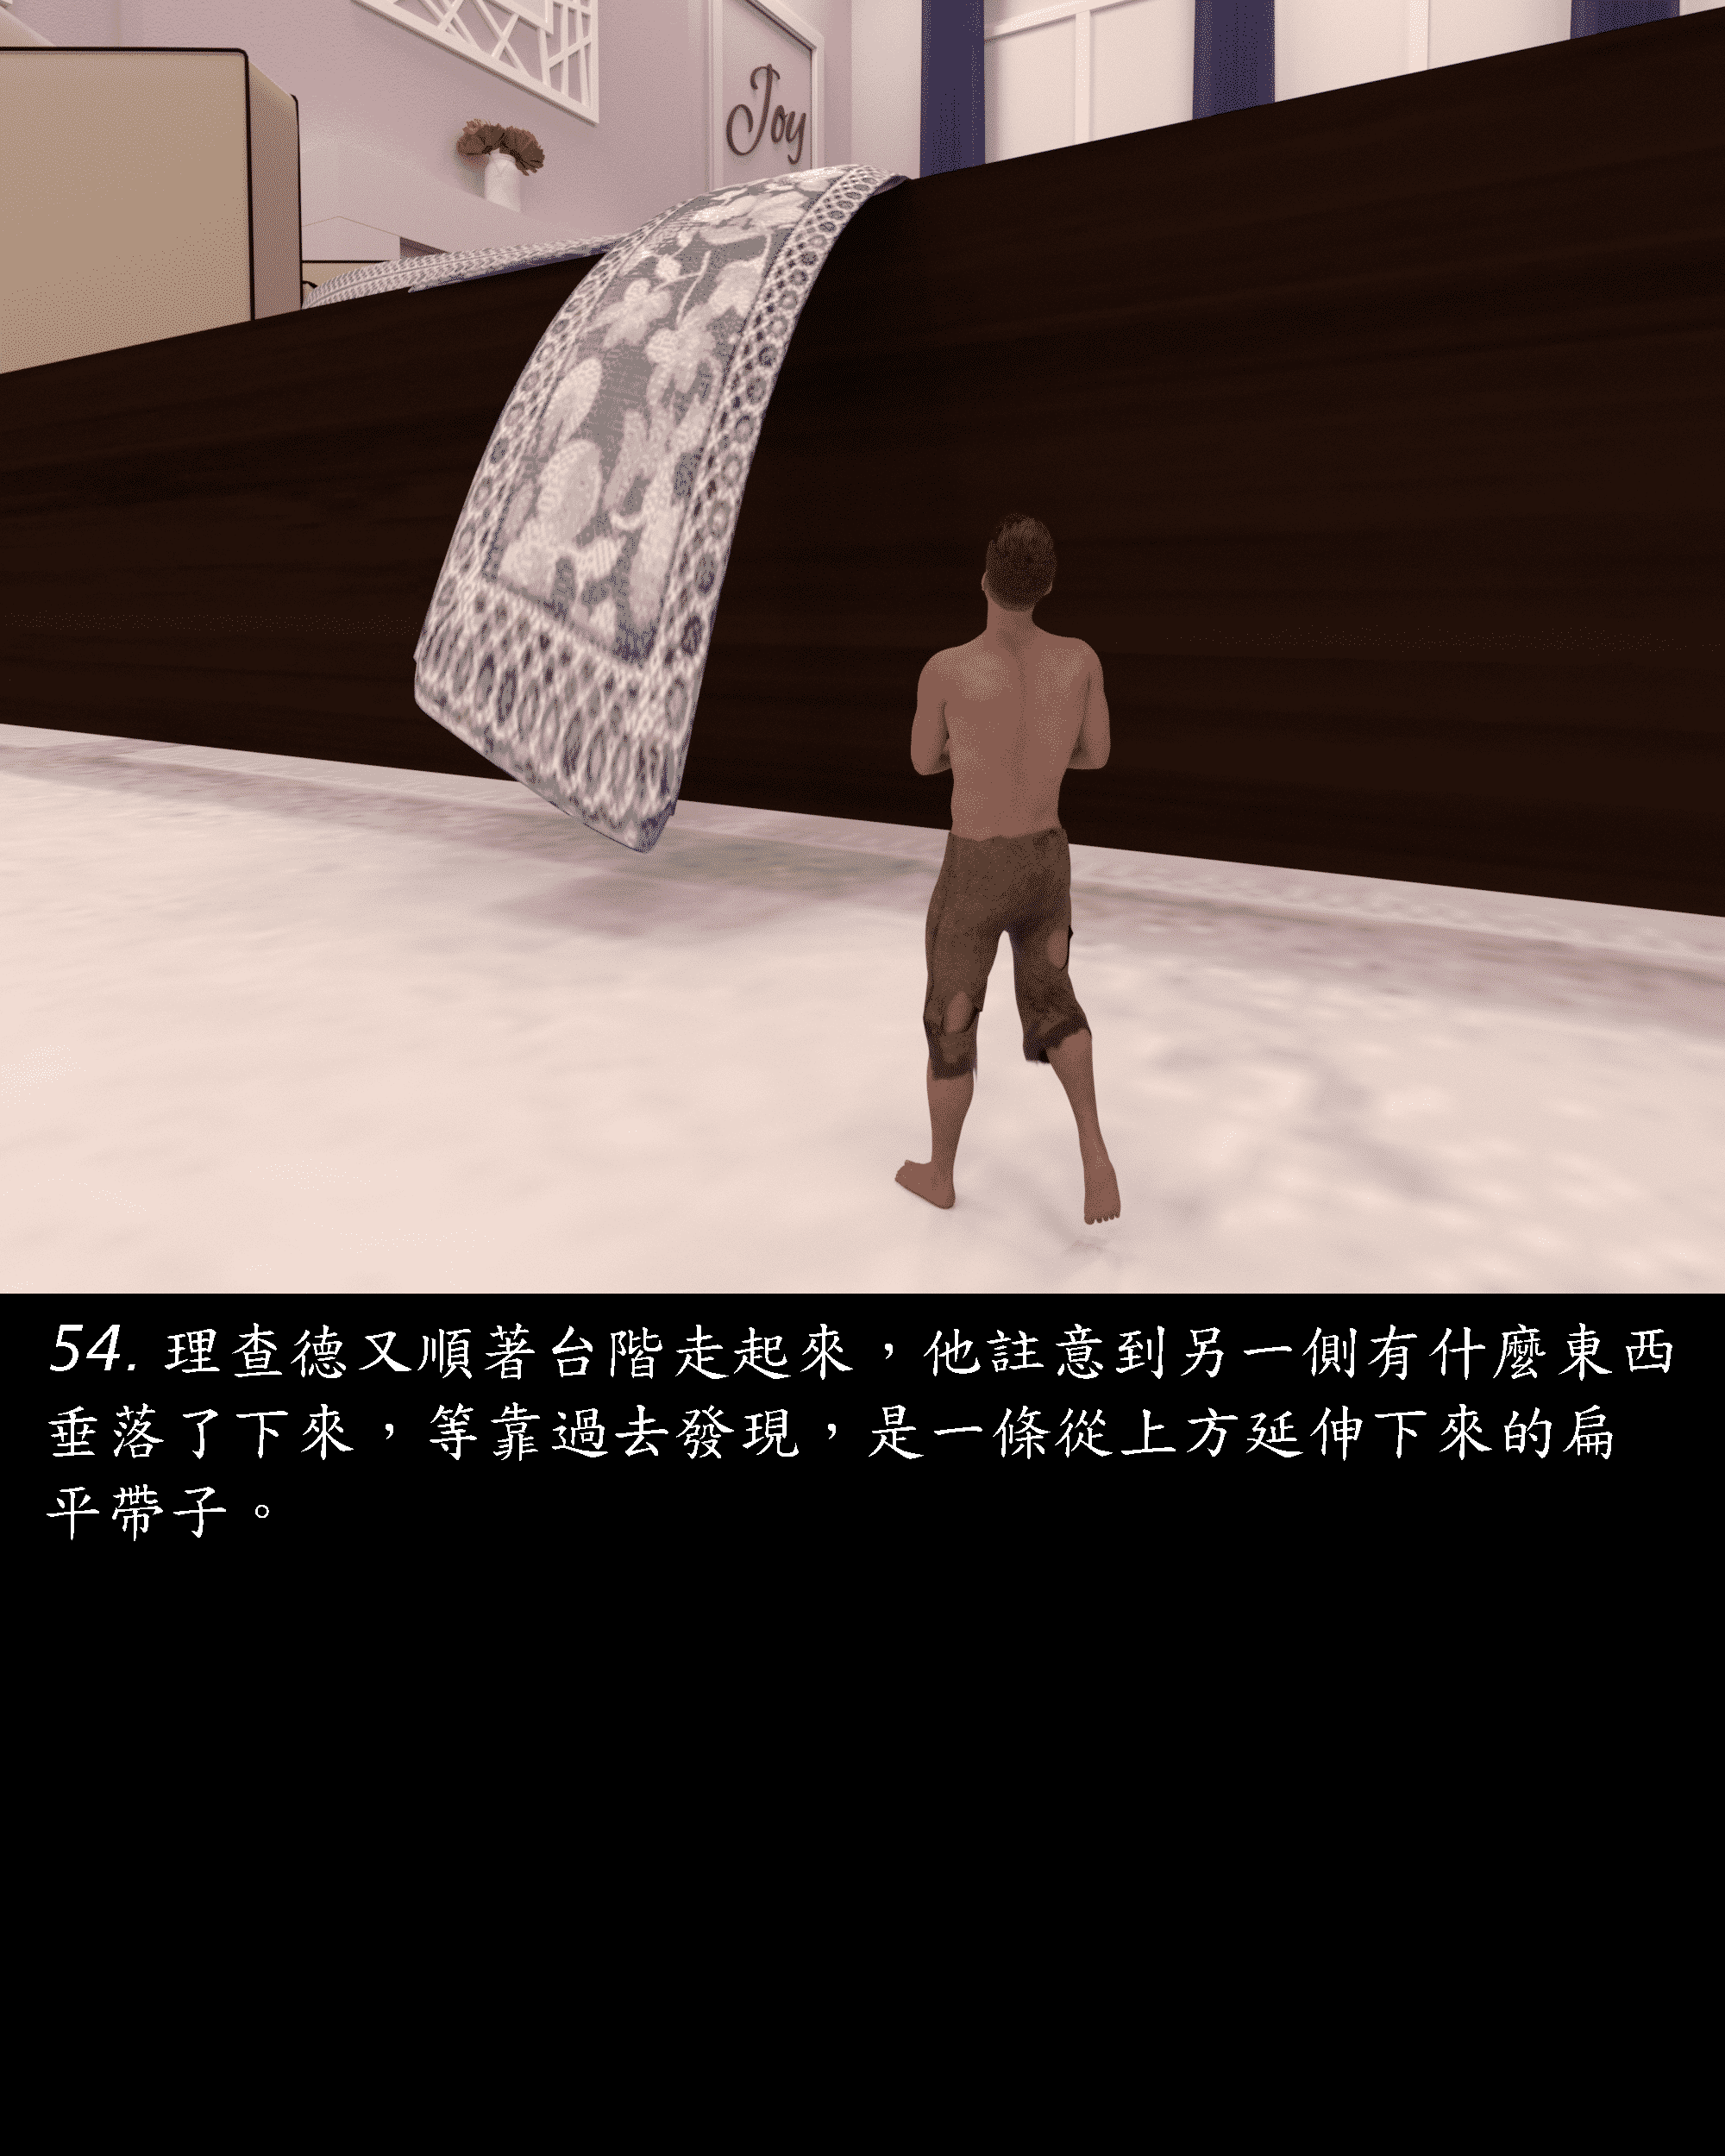 Joy
54. 理查德又順著台階走起來，他註意到另一側有什麼東西
垂落了下來，等靠過去發現，是一條從上方延伸下來的扁
平帶子。